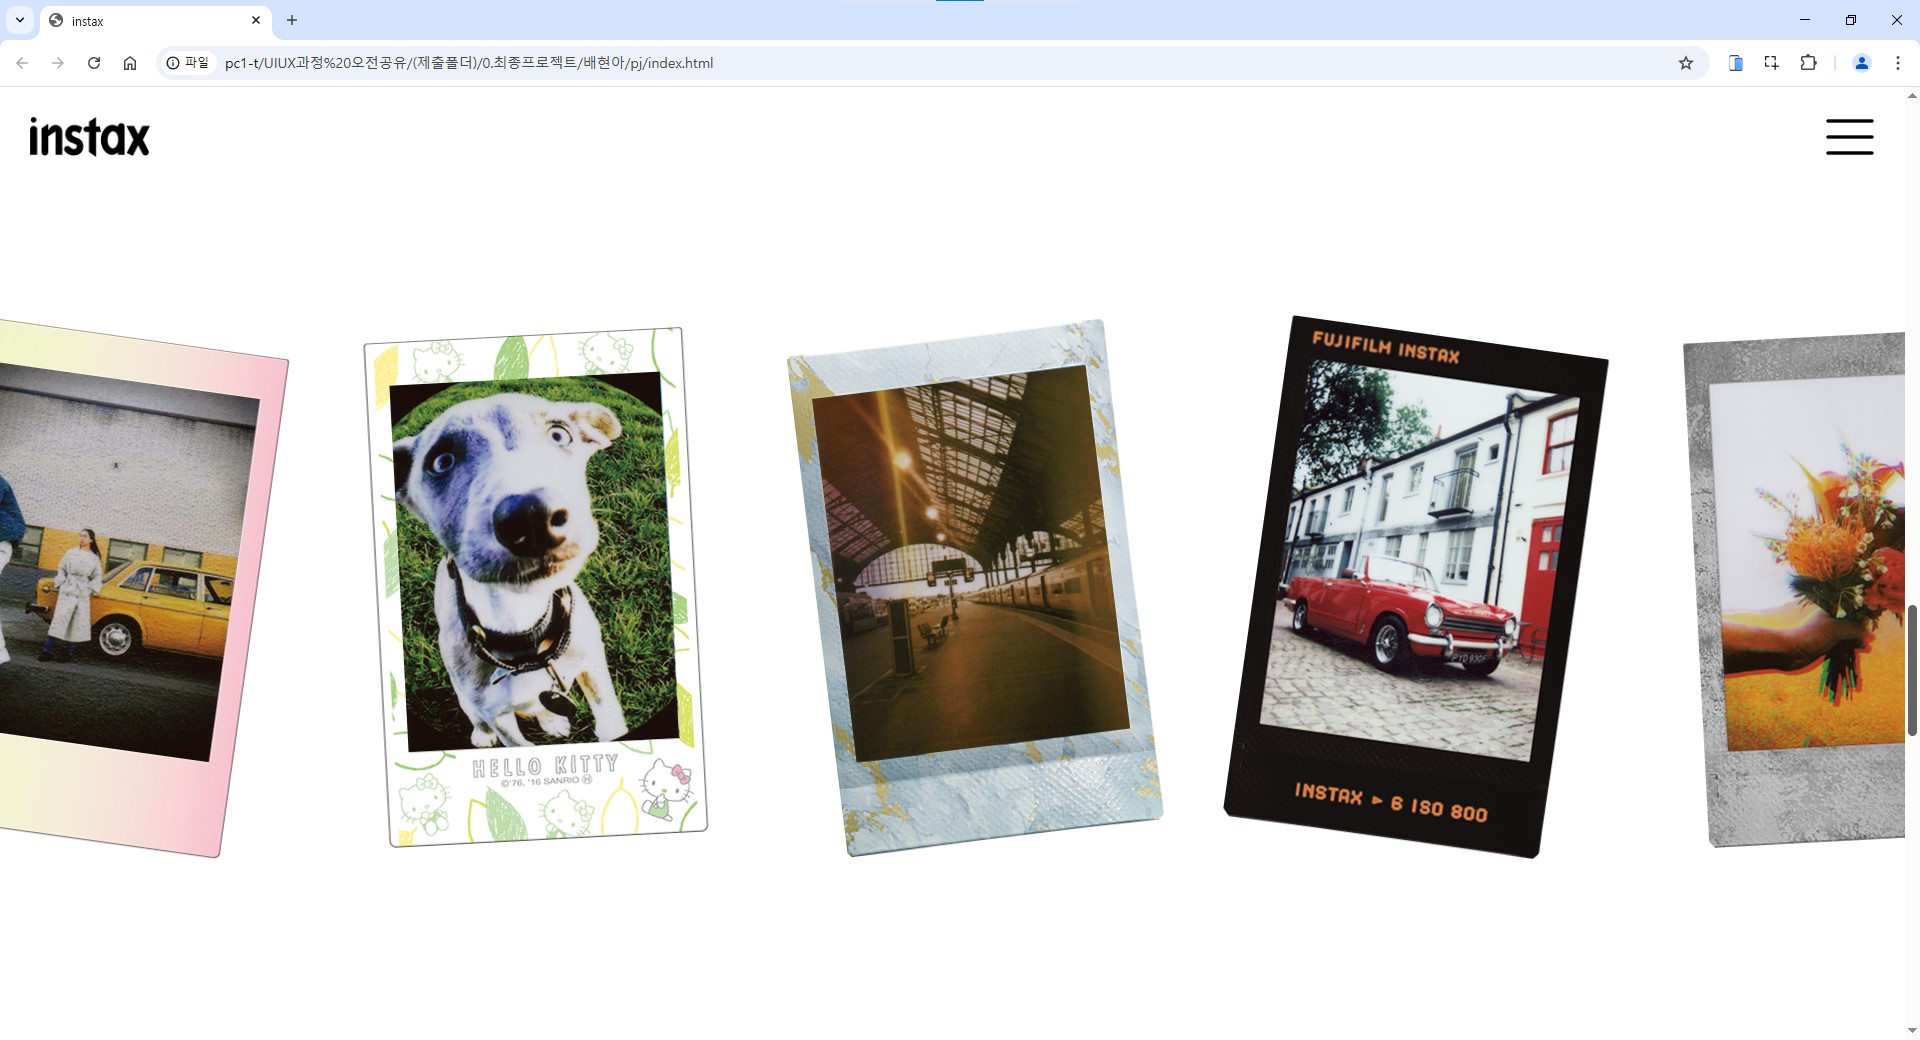 instax
파일
pc1-t/UIUX과정%20오전공유/(제출폴더)/0.최종프로젝트/배현아/pj/index.html
instax
FUJIFILM INSTAX
HELLO KITTY
©'76, '16 SANRIO Ⓗ
INSTAX ► 6 ISO 800